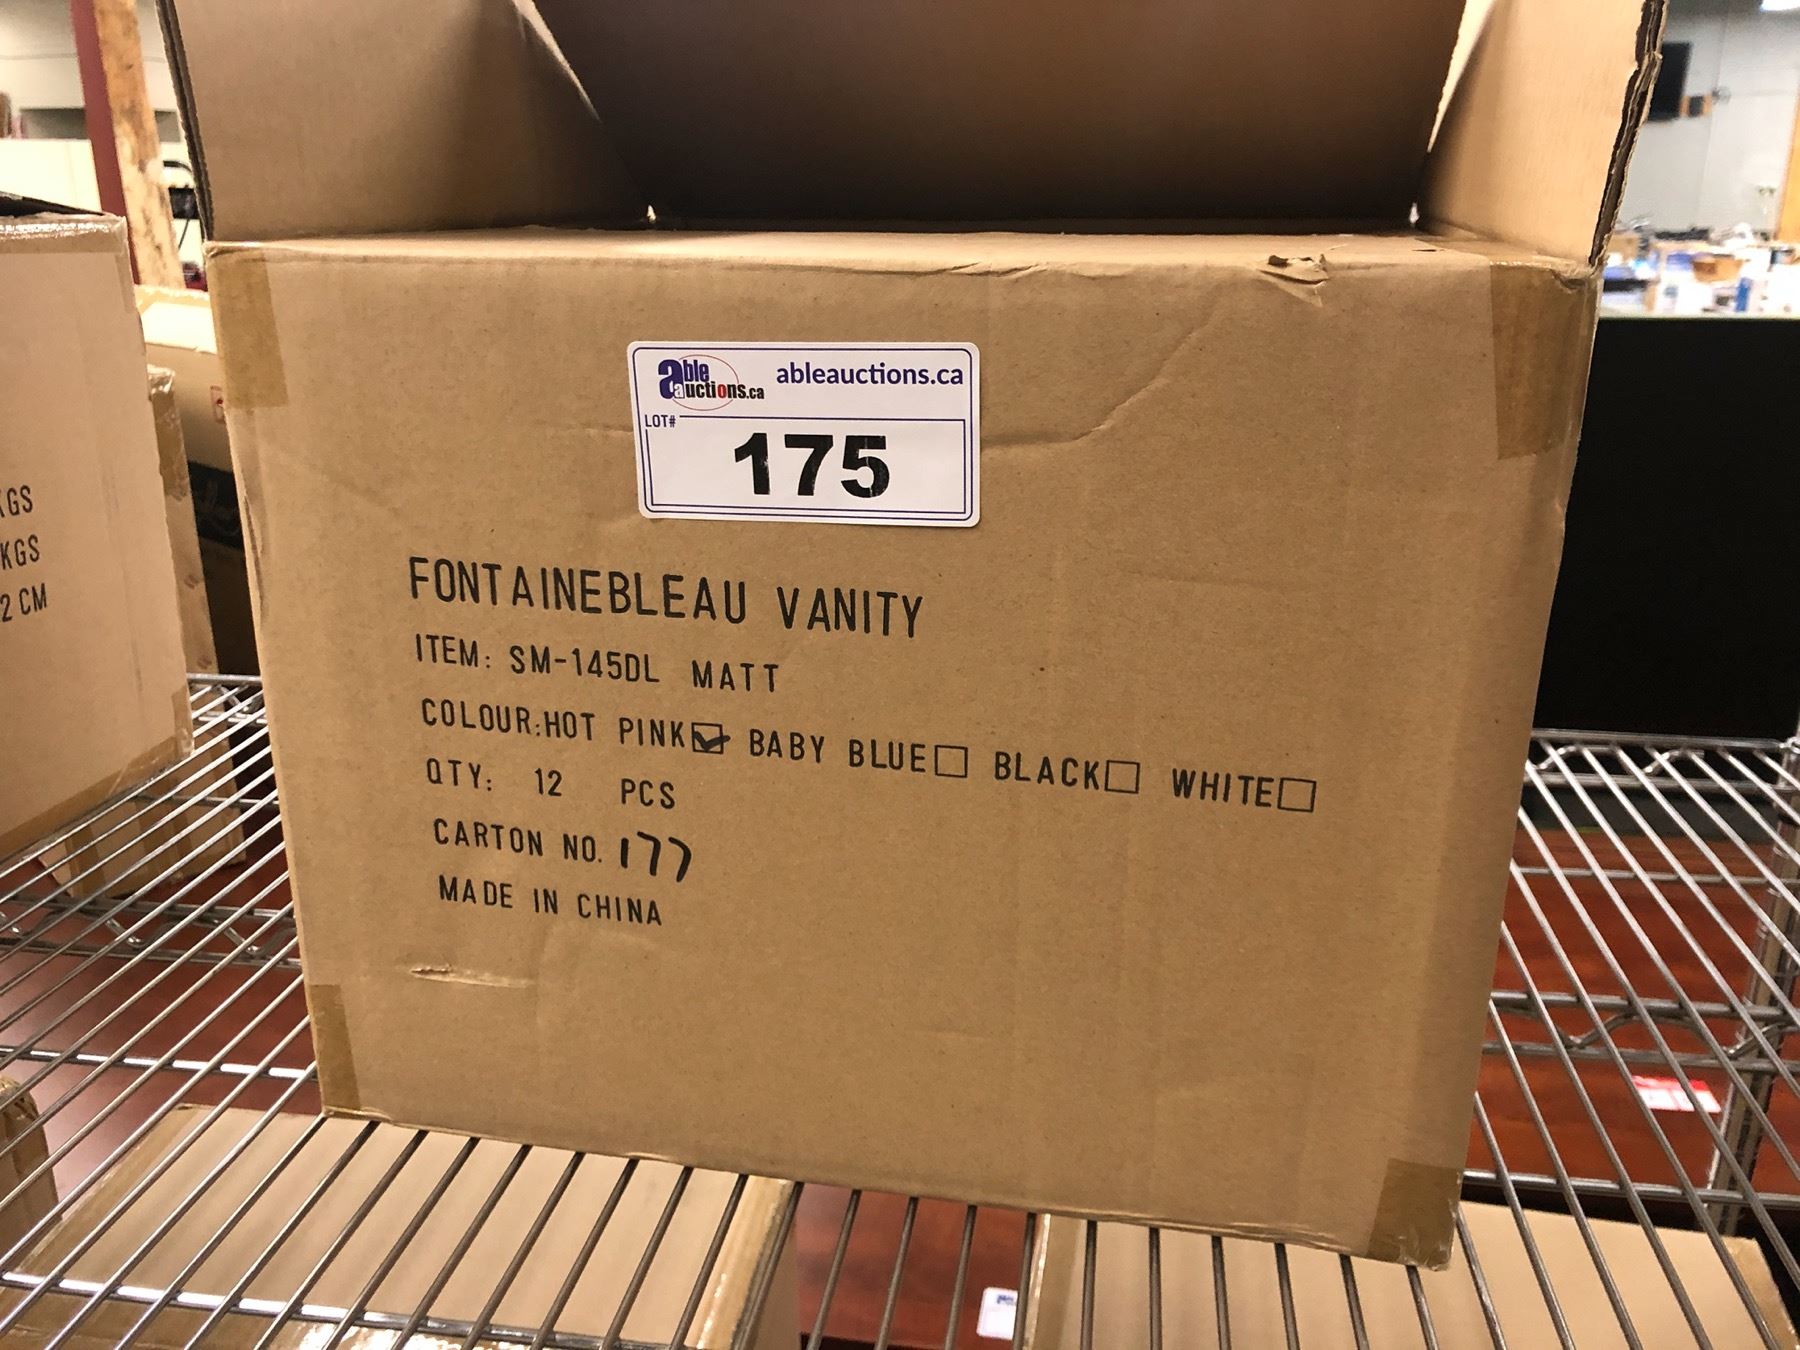 able auctions.ca
ableauctions.ca
LOT#
175
FONTAINEBLEAU VANITY
ITEM: SM-145DL MATT
COLOUR:HOT PINK☑ BABY BLUE☐ BLACK☐ WHITE☐
QTY: 12 PCS
CARTON NO. 177
MADE IN CHINA
KGS
KGS
2 CM